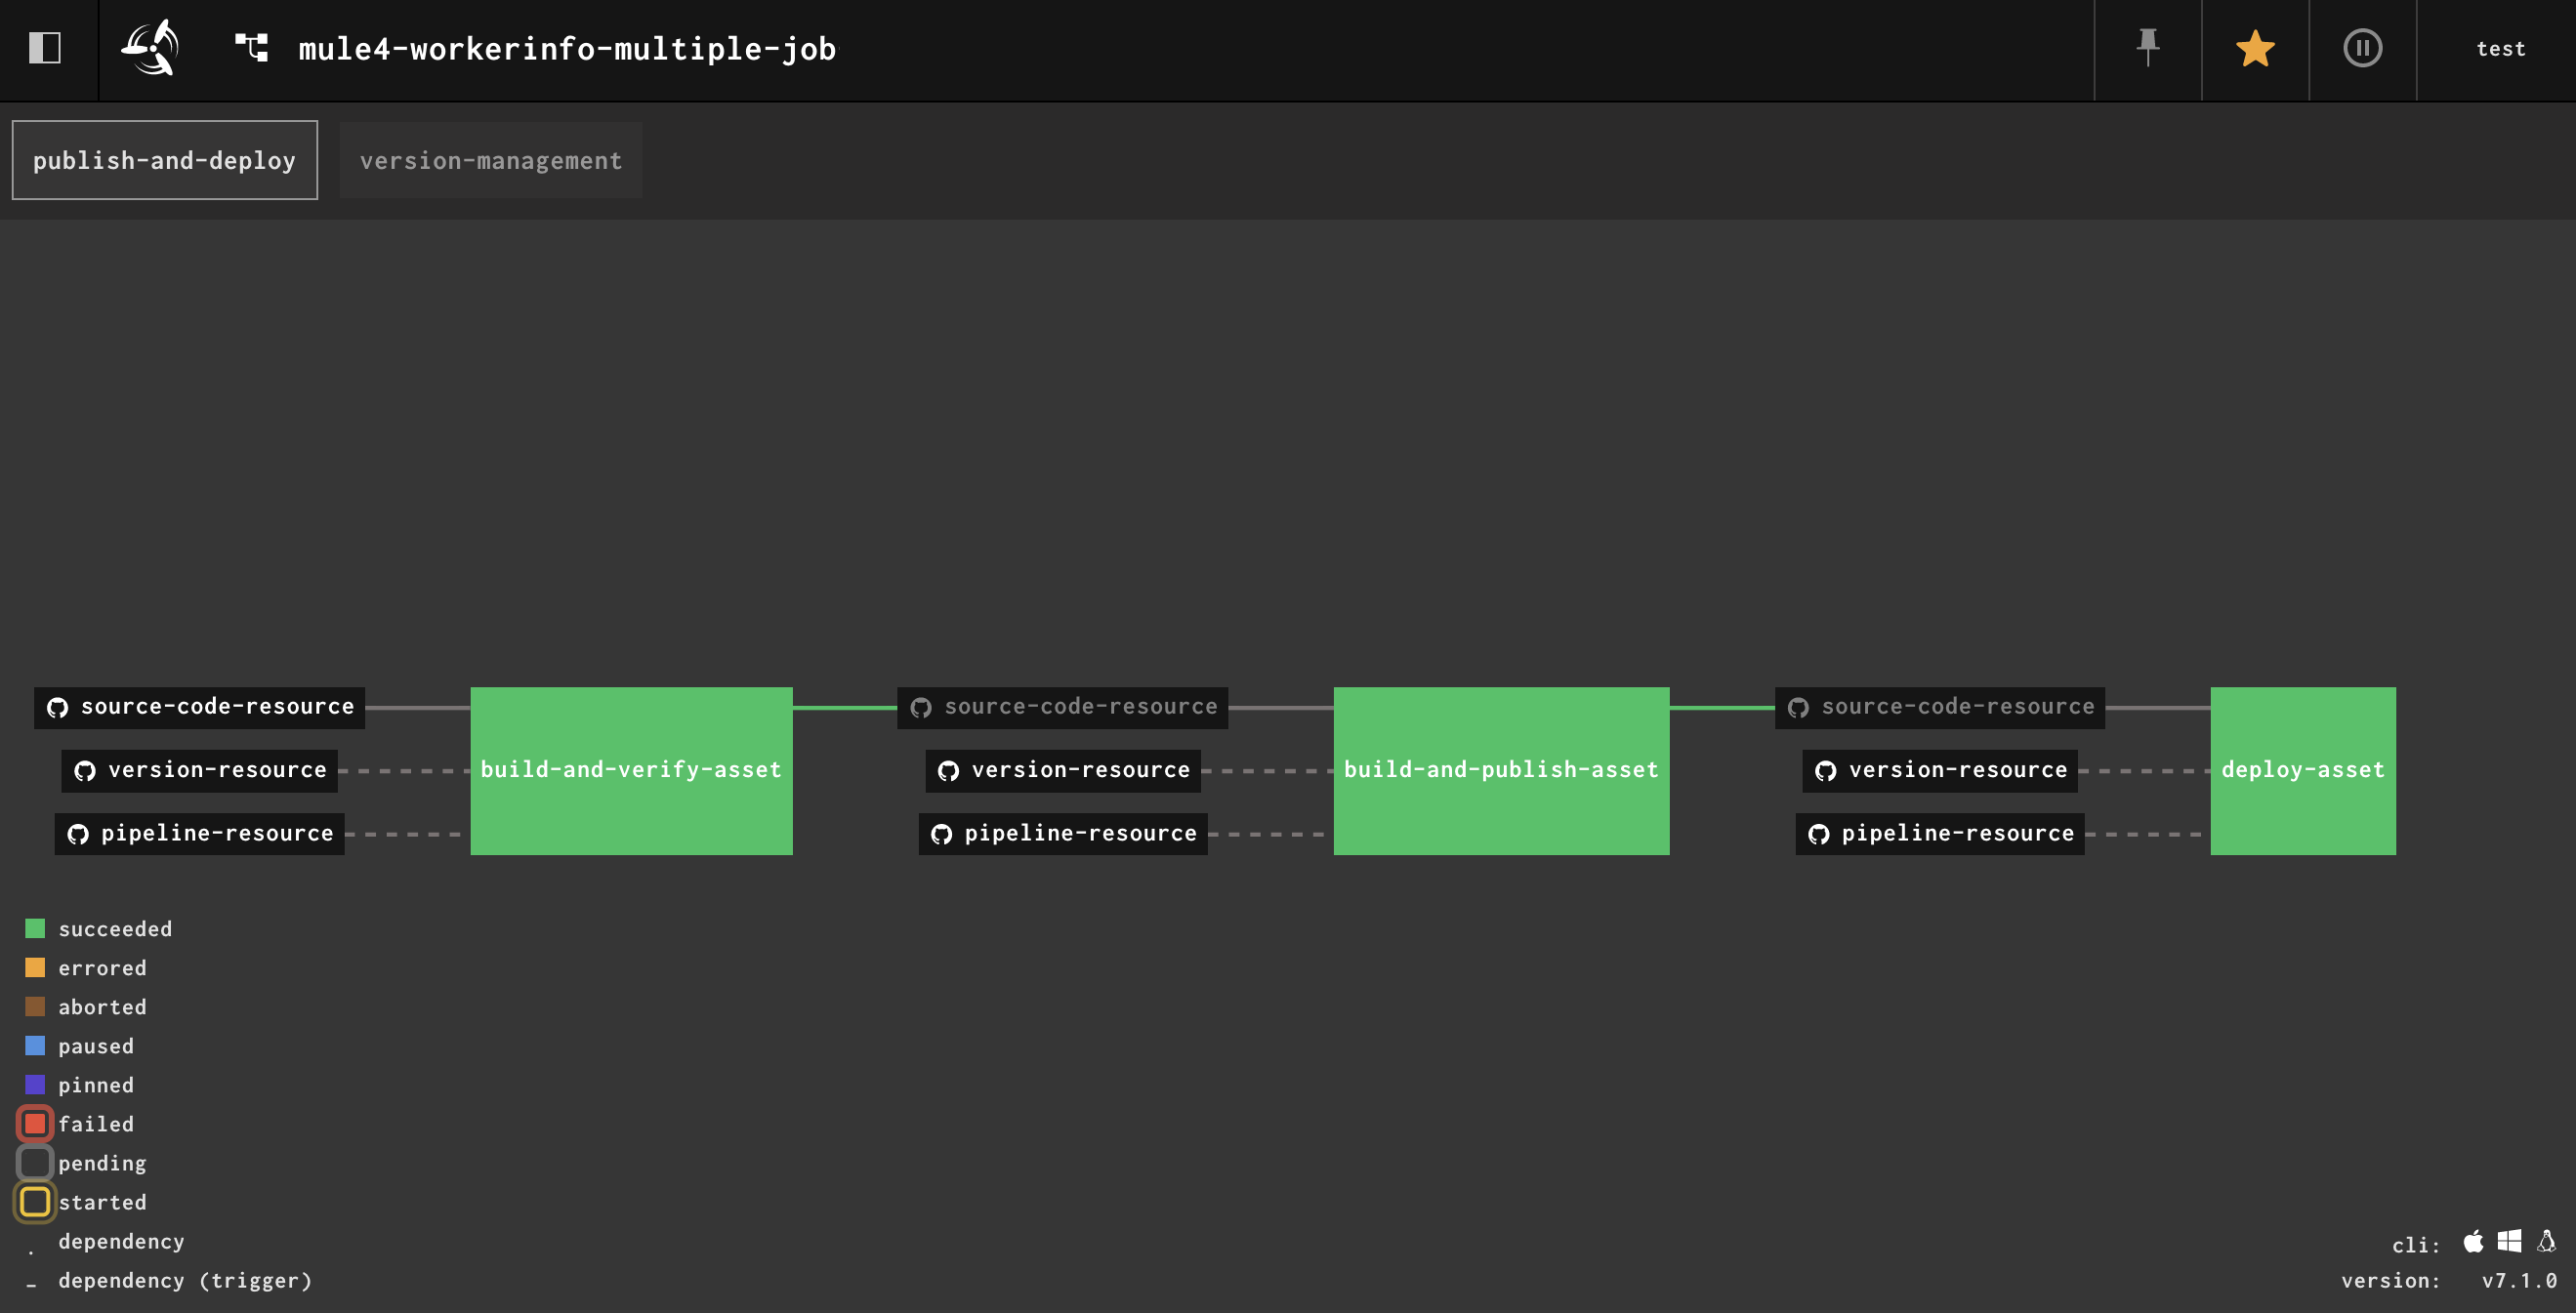 mule4-workerinfo-multiple-job
test
publish-and-deploy
version-management
source-code-resource
version-resource
pipeline-resource
build-and-verify-asset
source-code-resource
version-resource
pipeline-resource
build-and-publish-asset
source-code-resource
version-resource
pipeline-resource
deploy-asset
succeeded
errored
aborted
paused
pinned
failed
pending
started
. dependency
- dependency (trigger)
cli:
version: v7.1.0